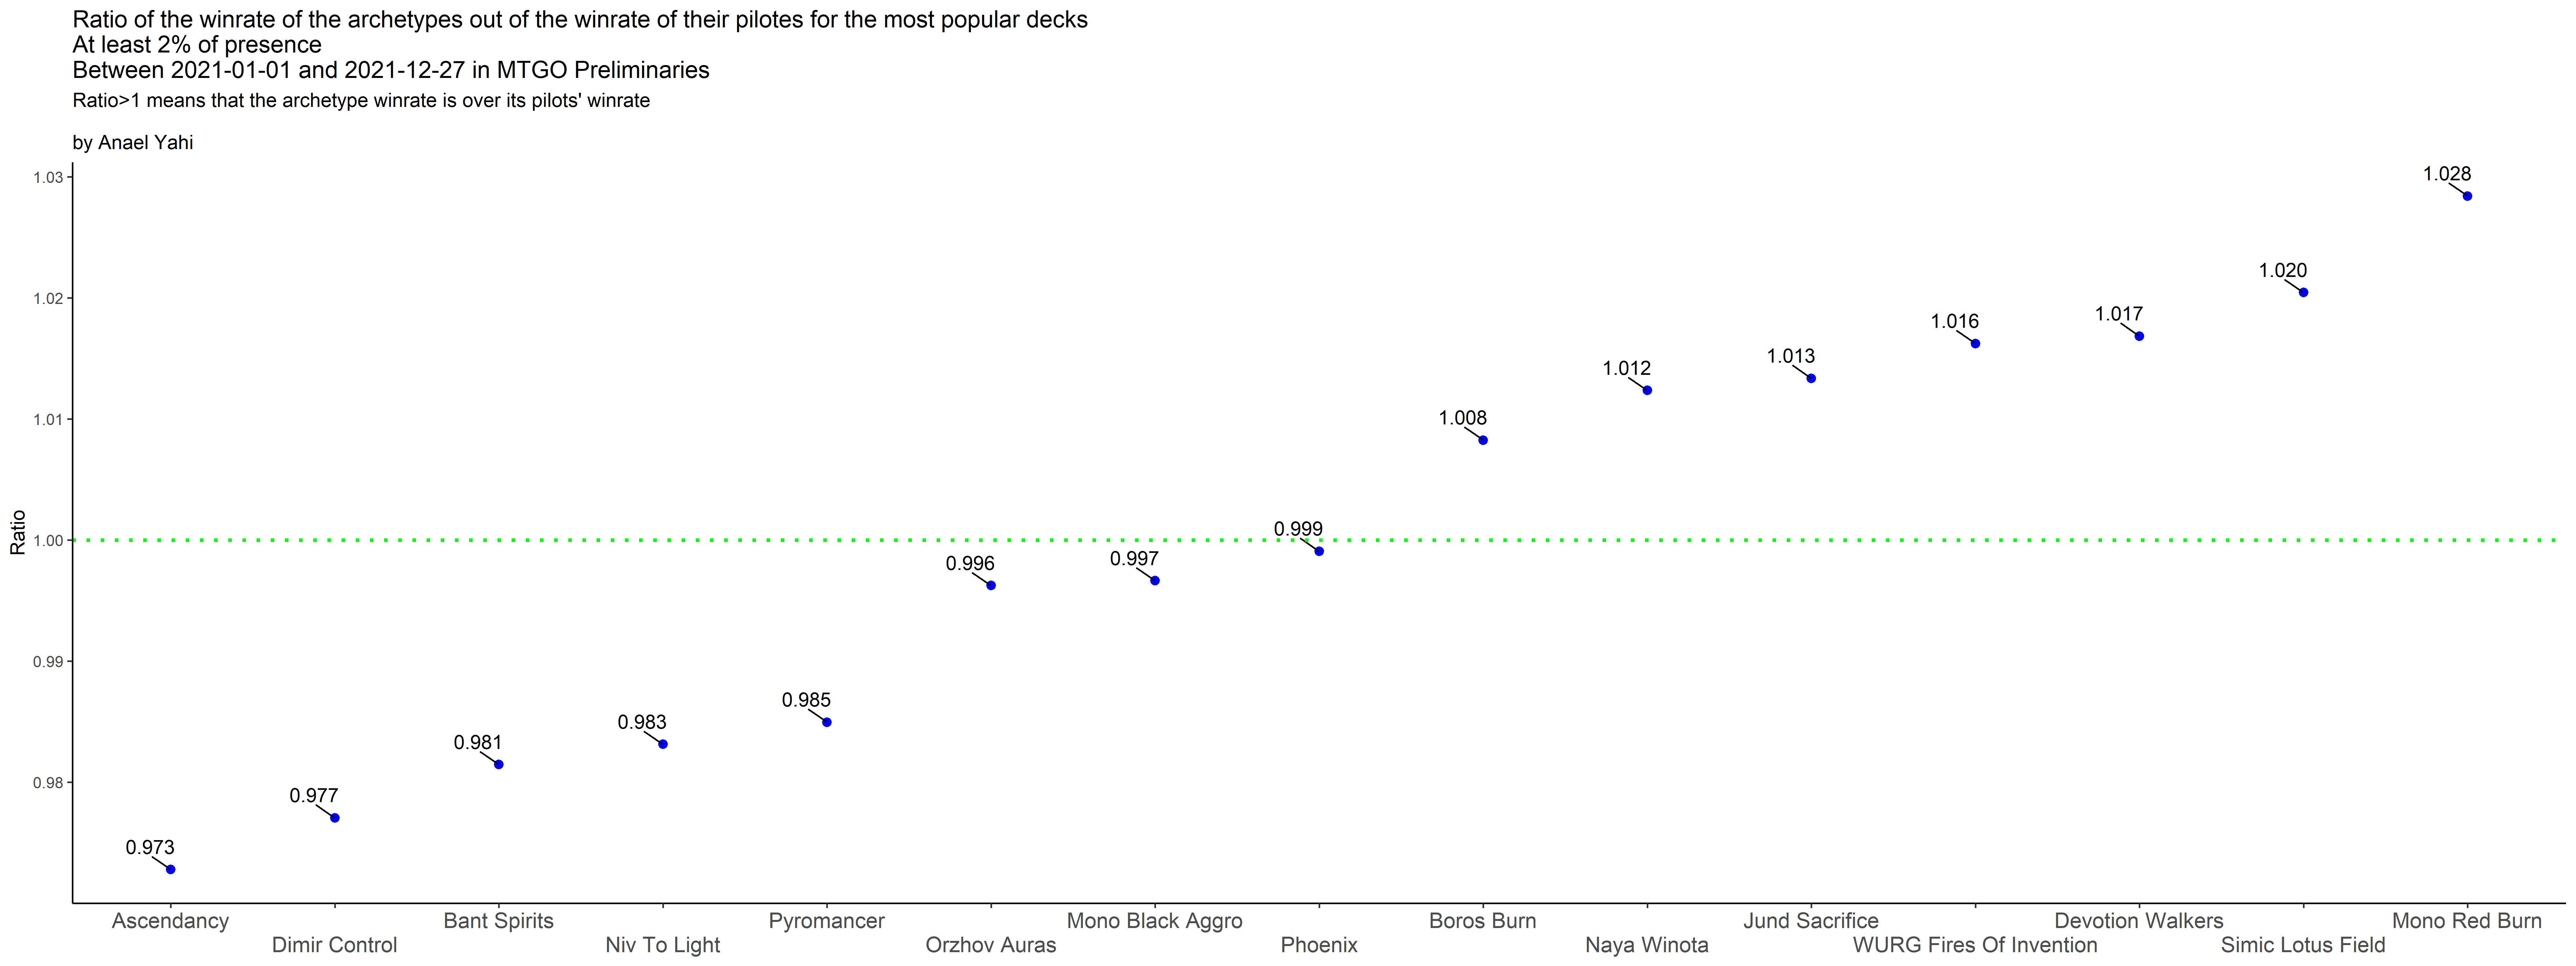 Ratio of the winrate of the archetypes out of the winrate of their pilotes for the most popular decks
At least 2% of presence
Between 2021-01-01 and 2021-12-27 in MTGO Preliminaries
Ratio>1 means that the archetype winrate is over its pilots' winrate
by Anael Yahi
Ratio
1.03
1.02
1.01
1.00
0.99
0.98
0.973
0.977
0.981
0.983
0.985
0.996
0.997
0.999
1.008
1.012
1.013
1.016
1.017
1.020
1.028
Ascendancy
Dimir Control
Bant Spirits
Niv To Light
Pyromancer
Orzhov Auras
Mono Black Aggro
Phoenix
Boros Burn
Naya Winota
Jund Sacrifice
WURG Fires Of Invention
Devotion Walkers
Simic Lotus Field
Mono Red Burn